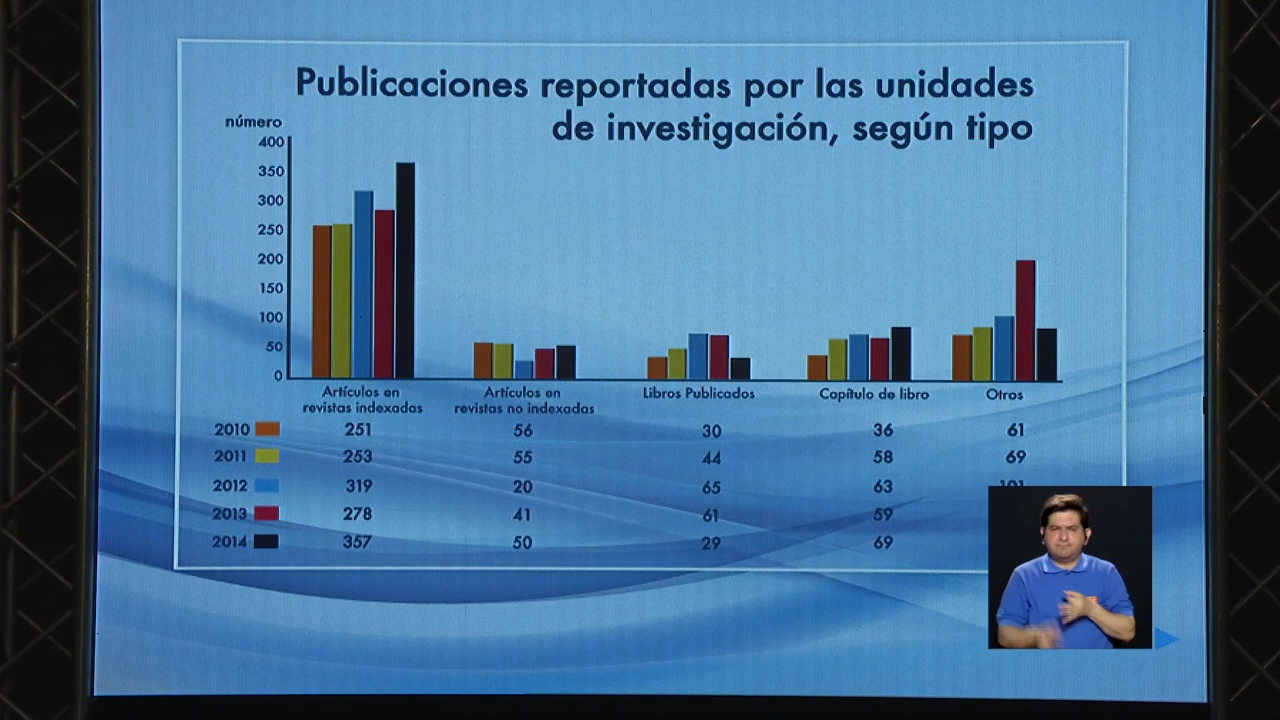 Publicaciones reportadas por las unidades
de investigación, según tipo
número
400
350
300
250
200
150
100
50
0
Artículos en
revistas indexadas
Artículos en
revistas no indexadas
Libros Publicados
Capítulo de libro
Otros
2010 251 56 30 36 61
2011 253 55 44 58 69
2012 319 20 65 63
2013 278 41 61 59
2014 357 50 29 69